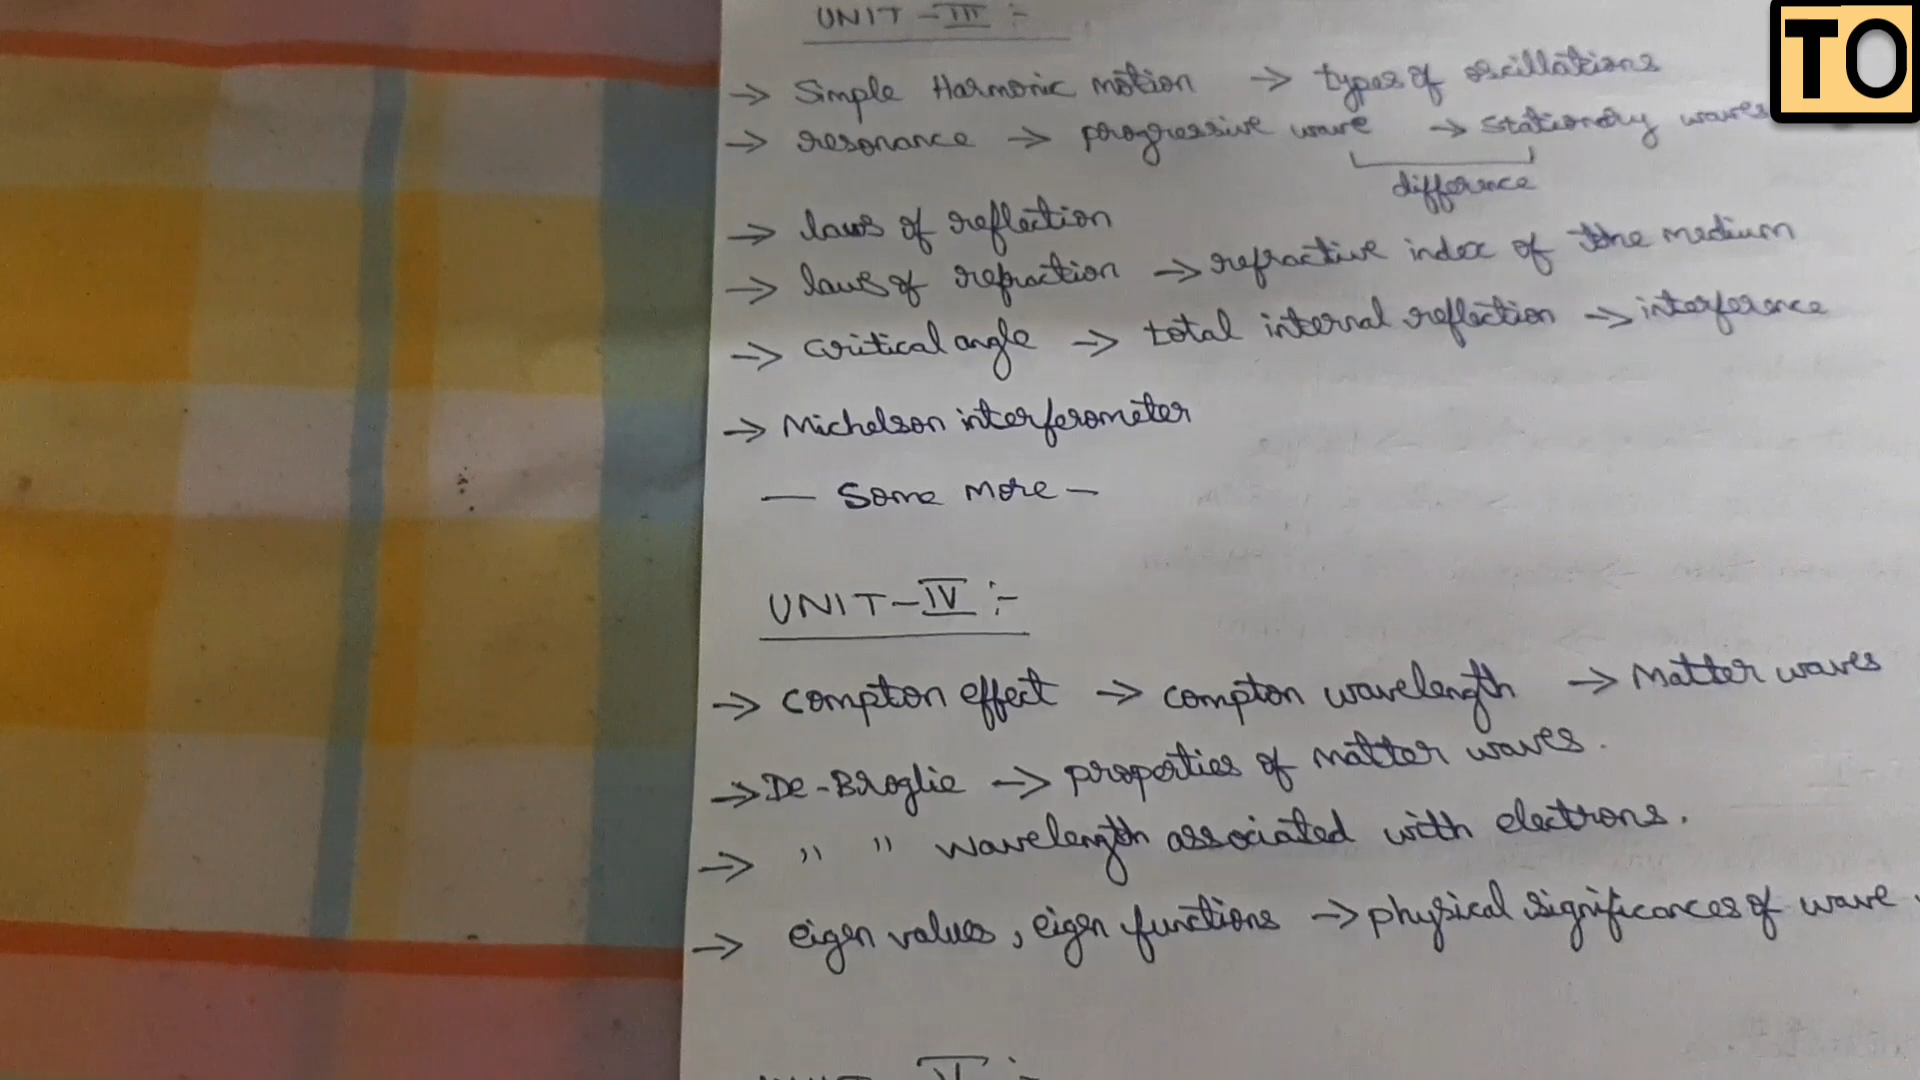 UNIT - III :-
TO
→ Simple Harmonic motion → types of oscillations
→ resonance → progressive wave → stationary waves
difference
→ laws of reflection
→ laws of refraction → refractive index of the medium
→ critical angle → total internal reflection → interference
→ Michelson interferometer
— Some more —
UNIT - IV :-
→ compton effect → compton wavelength → Matter waves
→ De-Broglie → properties of matter waves.
→ " " wavelength associated with electrons.
→ eigen values, eigen functions → physical significances of wave
V :-